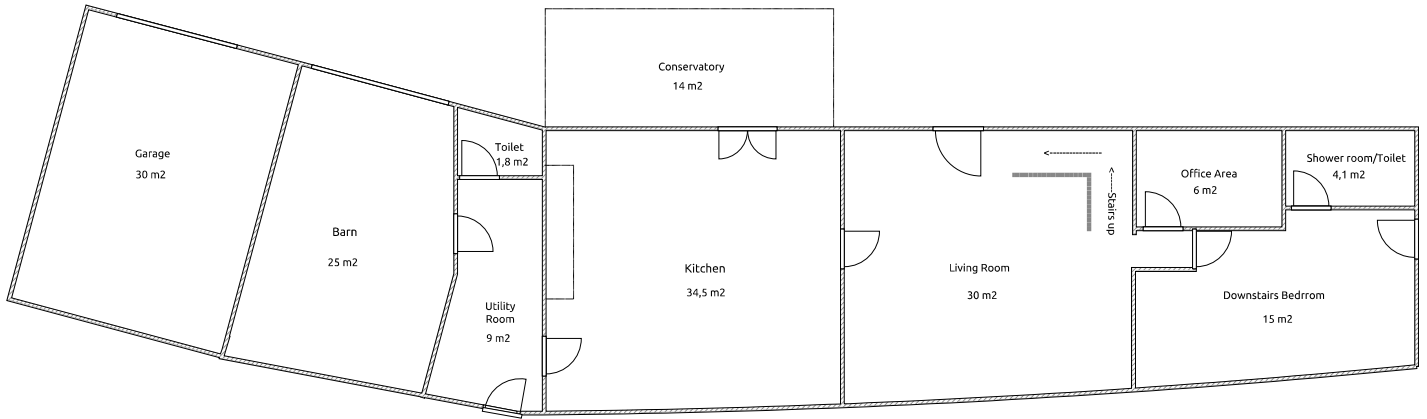 Conservatory
14 m2
Garage
30 m2
Toilet
1,8 m2
Barn
25 m2
Utility
Room
9 m2
Kitchen
34,5 m2
Living Room
30 m2
Stairs up
Office Area
6 m2
Shower room/Toilet
4,1 m2
Downstairs Bedrrom
15 m2